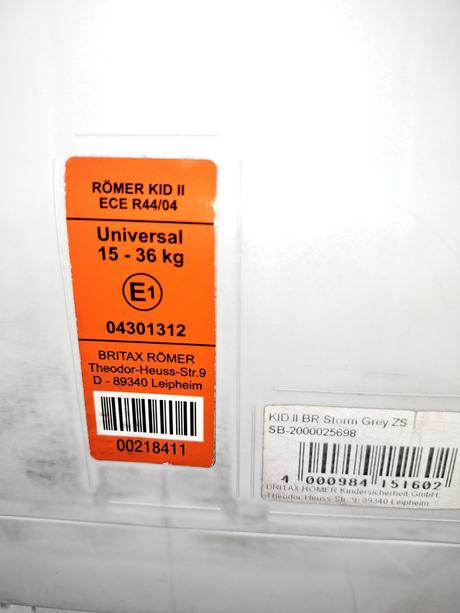 RÖMER KID II
ECE R44/04
Universal
15 - 36 kg
E1
04301312
BRITAX RÖMER
Theodor-Heuss-Str.9
D - 89340 Leipheim
00218411
KID II BR Storm Grey ZS
SB-2000025698
4 000984 151602
BRITAX RÖMER Kindersicherheit GmbH,
Theodor-Heuss-Str. 9- 89340 Leipheim